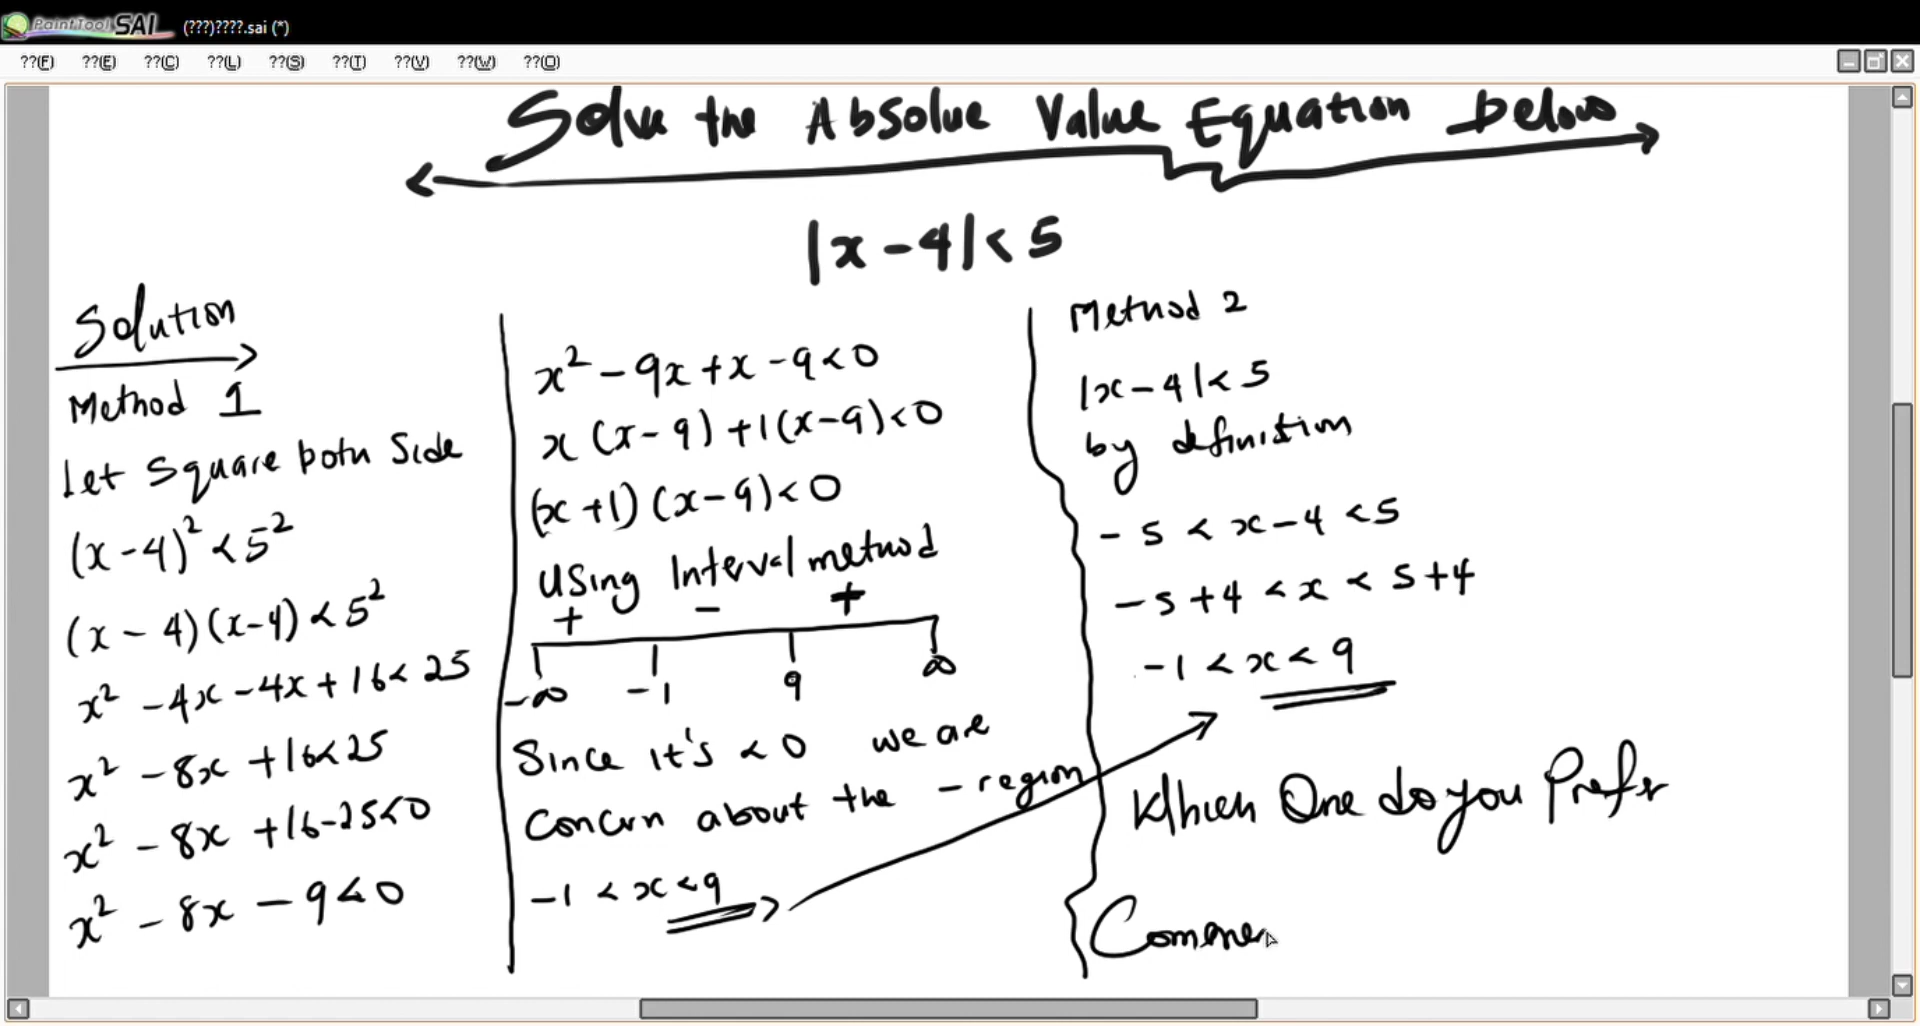 PaintTool SAI (???)????.sai (*)
??(F) ??(E) ??(C) ??(L) ??(S) ??(T) ??(V) ??(W) ??(O)
Solve the Absolue Value Equation Below
|x-4|<5
Solution
Method 1
Let Square both Side
(x-4)²<5²
(x-4)(x-4)<5²
x²-4x-4x+16<25
x²-8x+16<25
x²-8x+16-25<0
x²-8x-9<0
x²-9x+x-9<0
x(x-9)+1(x-9)<0
(x+1)(x-9)<0
Using Interval method
+ - +
-∞ -1 9 ∞
Since it's <0 we are
Concern about the - region
-1<x<9
Method 2
|x-4|<5
by definition
-5<x-4<5
-5+4<x<5+4
-1<x<9
Which One do you Prefer
Commen